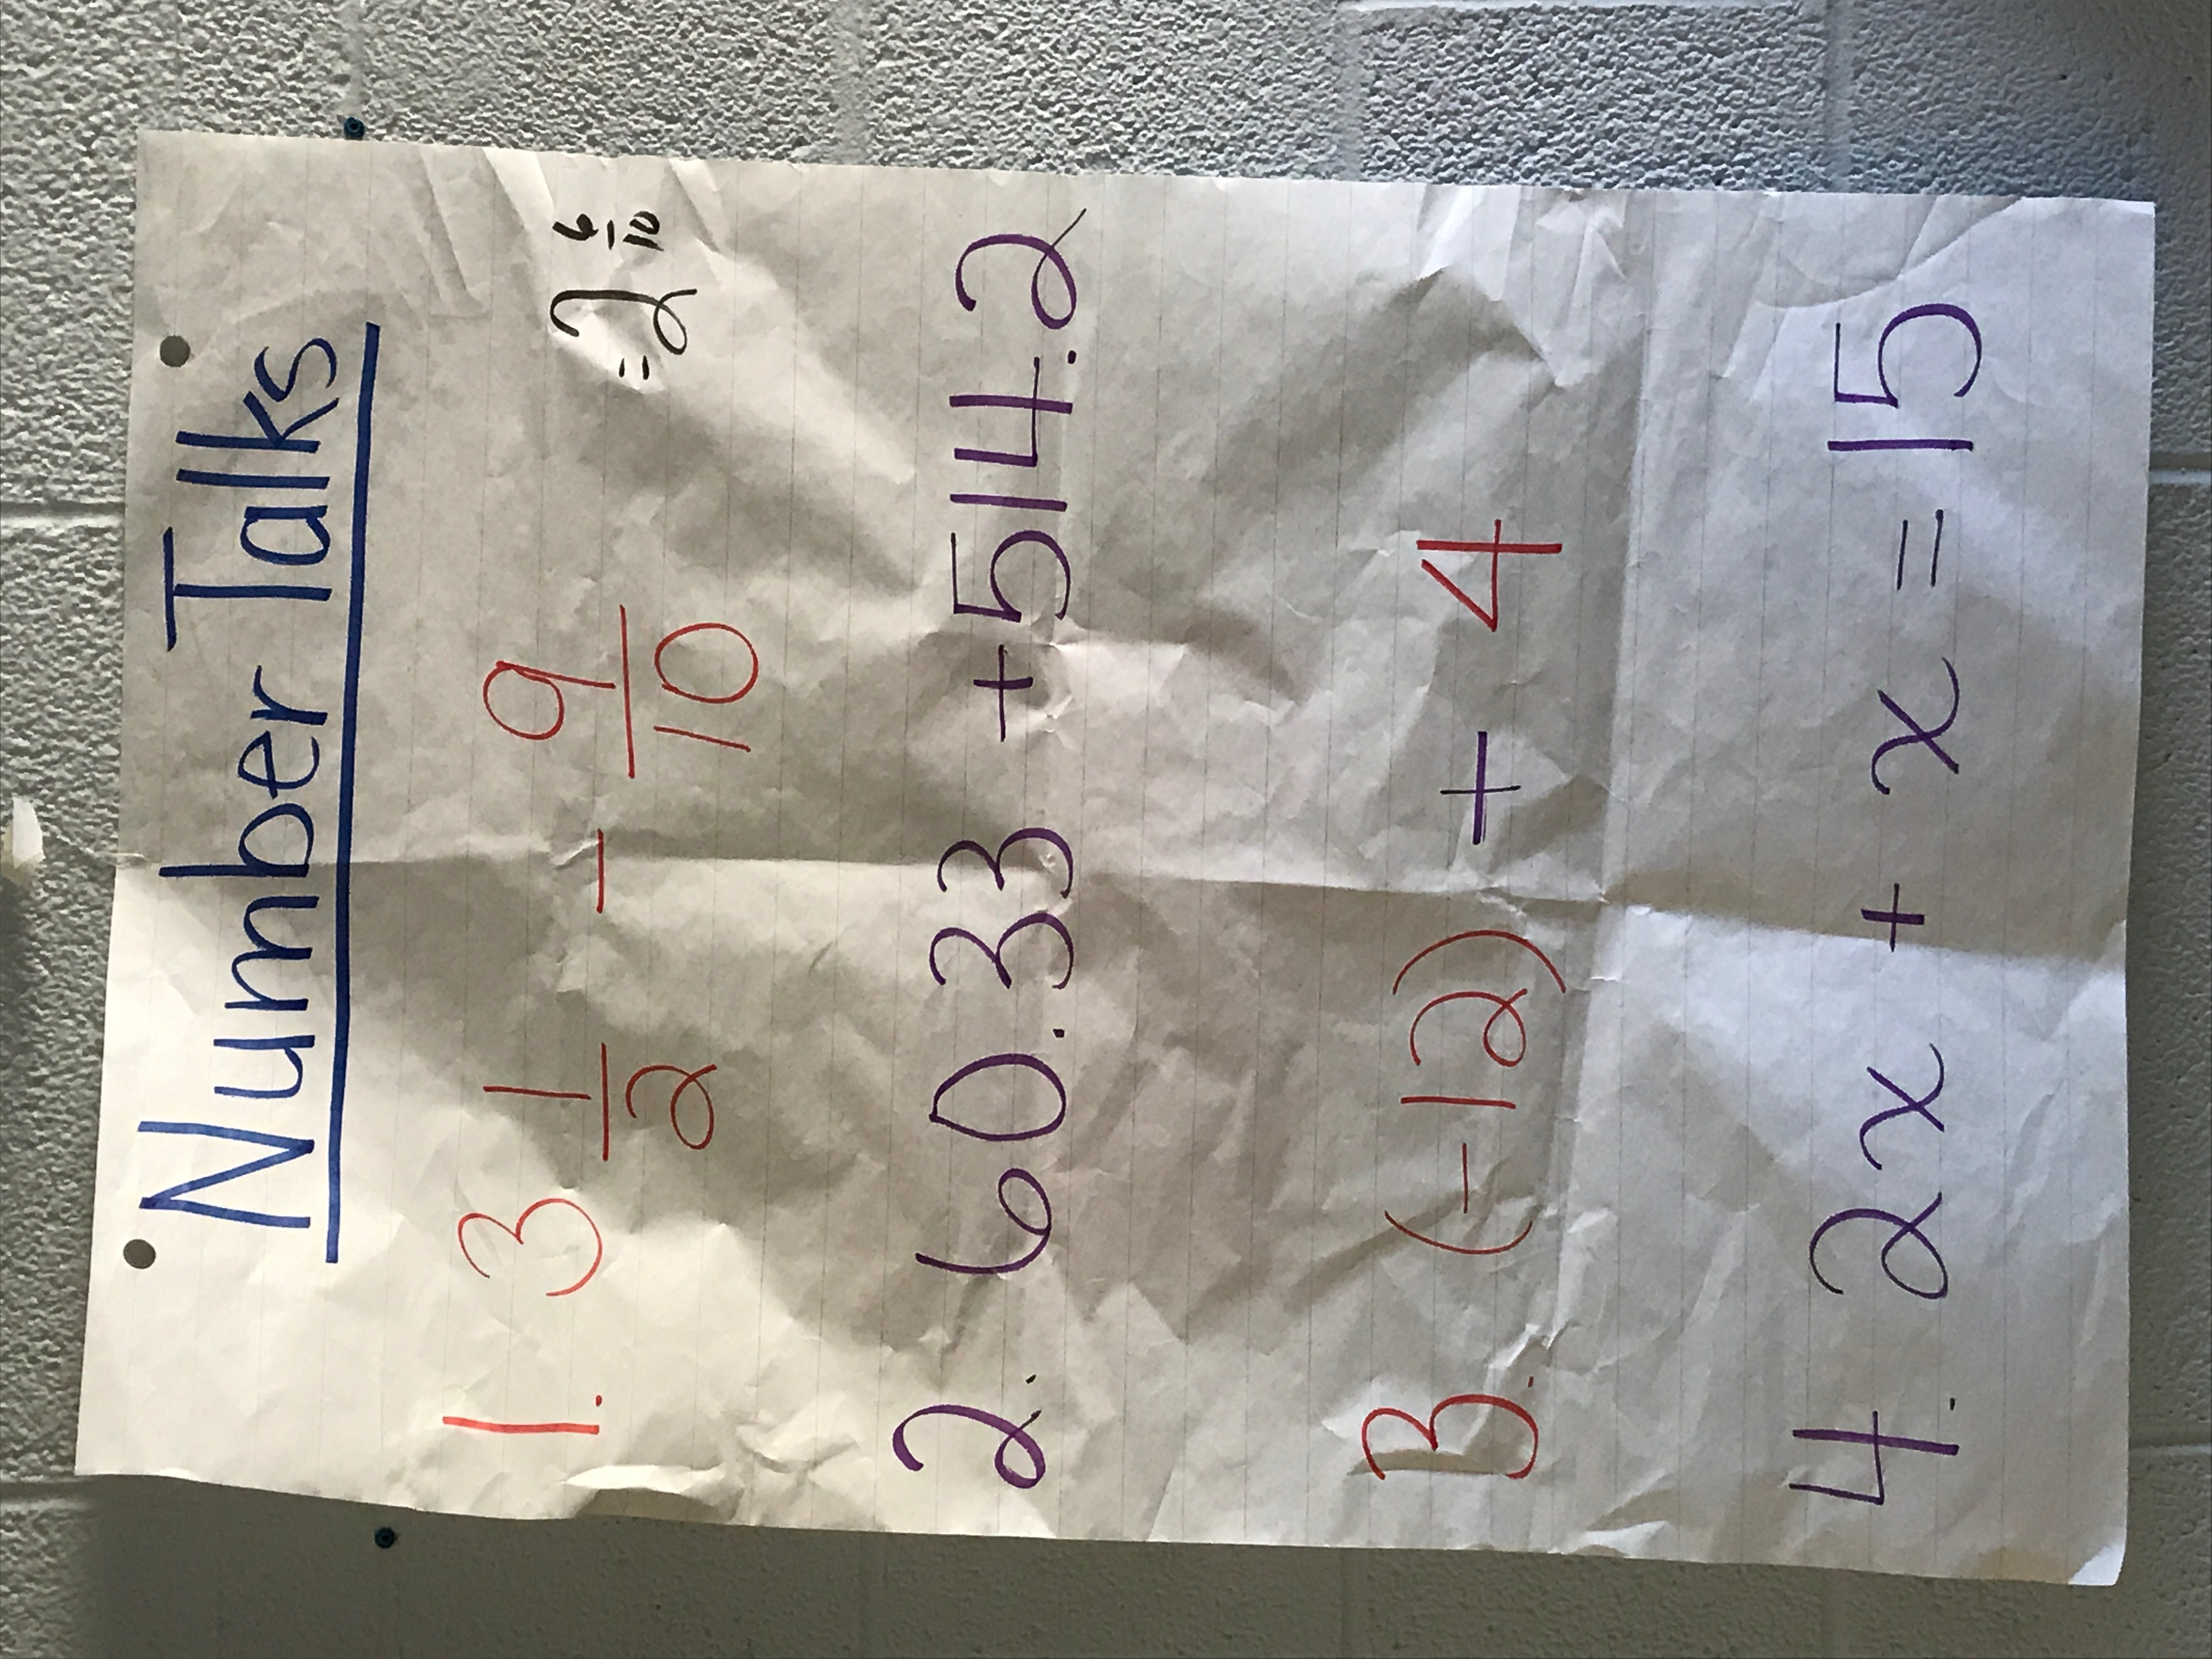 Number Talks
1. 3 1/2 - 9/10 = 2 6/10
2. 60.33 + 514.2
3. (-12) + 4
4. 2x + x = 15